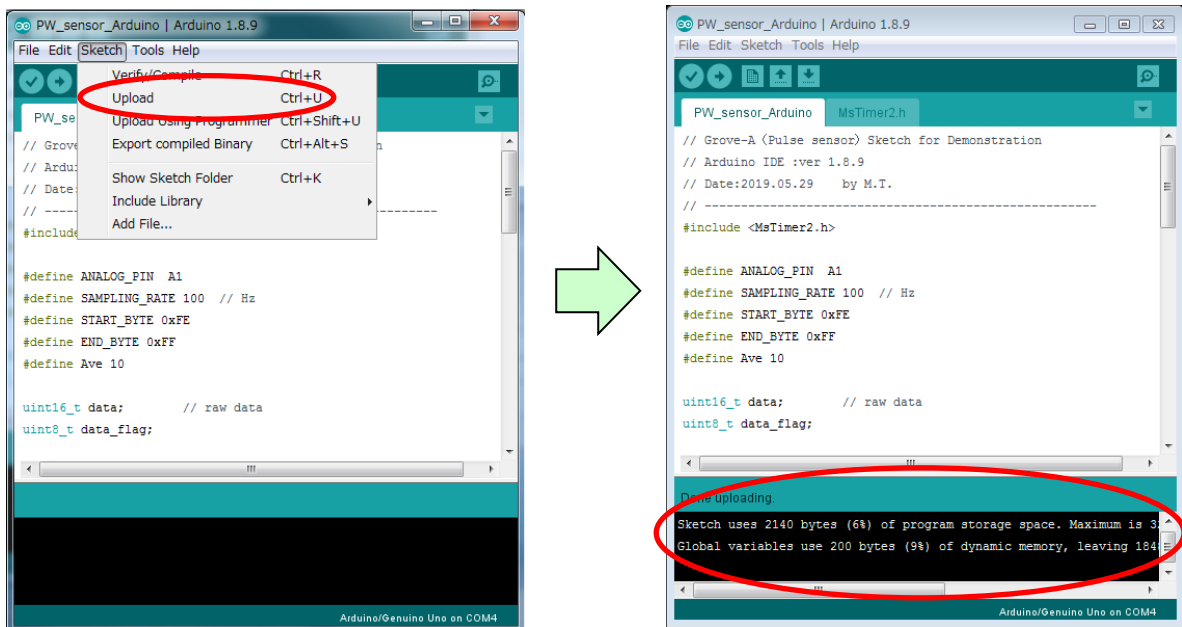 PW_sensor_Arduino | Arduino 1.8.9
File Edit Sketch Tools Help
Verify/Compile Ctrl+R
Upload Ctrl+U
Upload Using Programmer Ctrl+Shift+U
Export compiled Binary Ctrl+Alt+S
Show Sketch Folder Ctrl+K
Include Library
Add File...
PW_se
// Grove
// Ardui
// Date:
// ----
#include
#define ANALOG_PIN A1
#define SAMPLING_RATE 100 // Hz
#define START_BYTE 0xFE
#define END_BYTE 0xFF
#define Ave 10
uint16_t data; // raw data
uint8_t data_flag;
Arduino/Genuino Uno on COM4
PW_sensor_Arduino | Arduino 1.8.9
File Edit Sketch Tools Help
PW_sensor_Arduino MsTimer2.h
// Grove-A (Pulse sensor) Sketch for Demonstration
// Arduino IDE :ver 1.8.9
// Date:2019.05.29 by M.T.
// --------------------------------------------------------
#include <MsTimer2.h>
#define ANALOG_PIN A1
#define SAMPLING_RATE 100 // Hz
#define START_BYTE 0xFE
#define END_BYTE 0xFF
#define Ave 10
uint16_t data; // raw data
uint8_t data_flag;
Done uploading.
Sketch uses 2140 bytes (6%) of program storage space. Maximum is 3
Global variables use 200 bytes (9%) of dynamic memory, leaving 184
Arduino/Genuino Uno on COM4